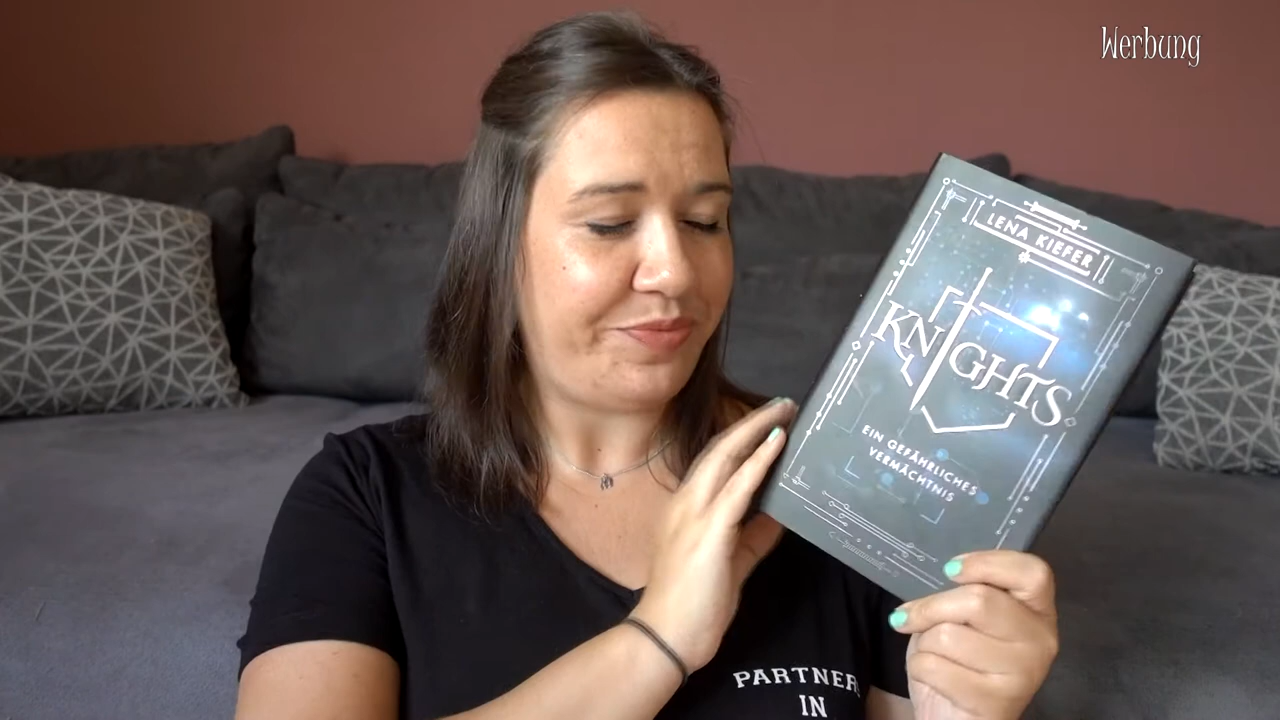 Werbung
LENA KIEFER
KNIGHTS
EIN GEFÄHRLICHES
VERMÄCHTNIS
PARTNER
IN